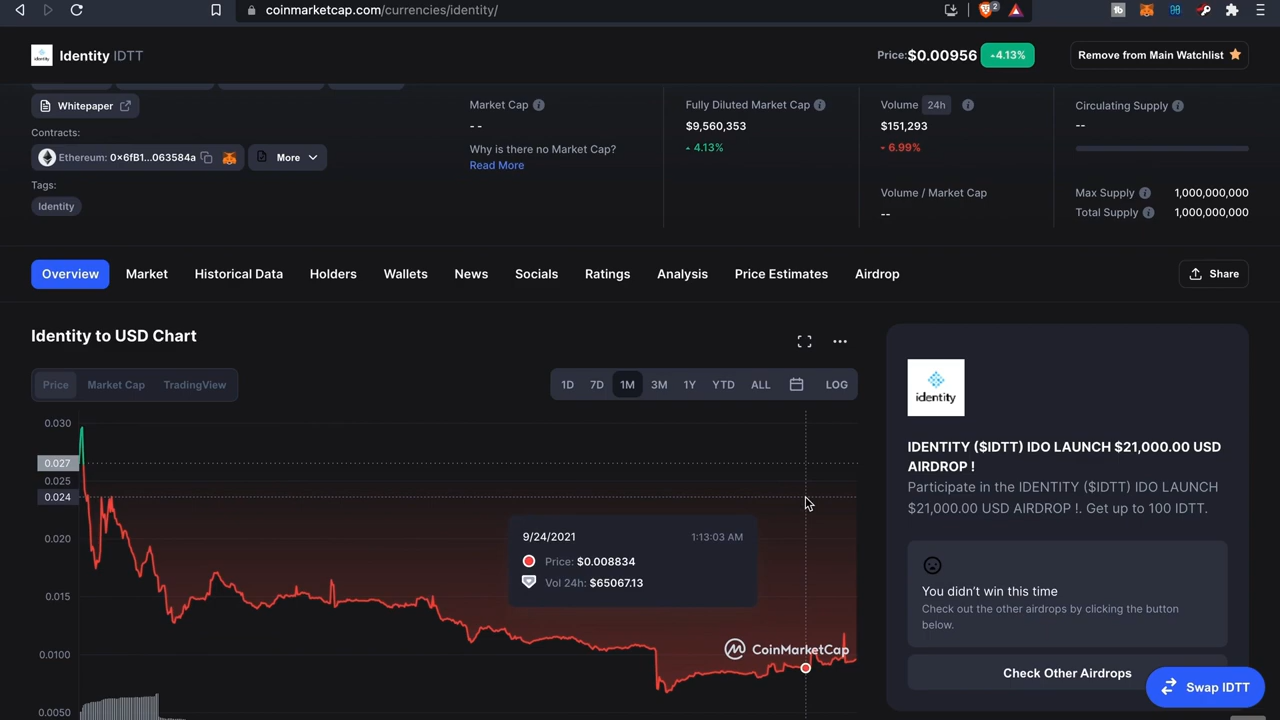 coinmarketcap.com/currencies/identity/
2
Identity IDTT
Price: $0.00956 4.13%
Remove from Main Watchlist
Whitepaper
Contracts:
Ethereum: 0x6fB1...063584a
More
Tags:
Identity
Market Cap
- -
Why is there no Market Cap?
Read More
Fully Diluted Market Cap
$9,560,353
4.13%
Volume 24h
$151,293
6.99%
Volume / Market Cap
--
Circulating Supply
--
Max Supply 1,000,000,000
Total Supply 1,000,000,000
Overview Market Historical Data Holders Wallets News Socials Ratings Analysis Price Estimates Airdrop
Share
Identity to USD Chart
Price Market Cap TradingView
1D 7D 1M 3M 1Y YTD ALL LOG
0.030
0.027
0.025
0.024
0.020
0.015
0.0100
0.0050
9/24/2021 1:13:03 AM
Price: $0.008834
Vol 24h: $65067.13
CoinMarketCap
identity
IDENTITY ($IDTT) IDO LAUNCH $21,000.00 USD
AIRDROP !
Participate in the IDENTITY ($IDTT) IDO LAUNCH
$21,000.00 USD AIRDROP !. Get up to 100 IDTT.
You didn't win this time
Check out the other airdrops by clicking the button
below.
Check Other Airdrops
Swap IDTT